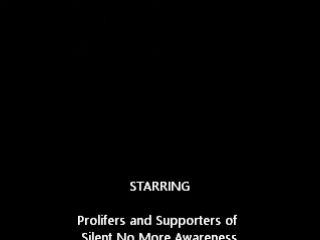 STARRING
Prolifers and Supporters of
Silent No More Awareness